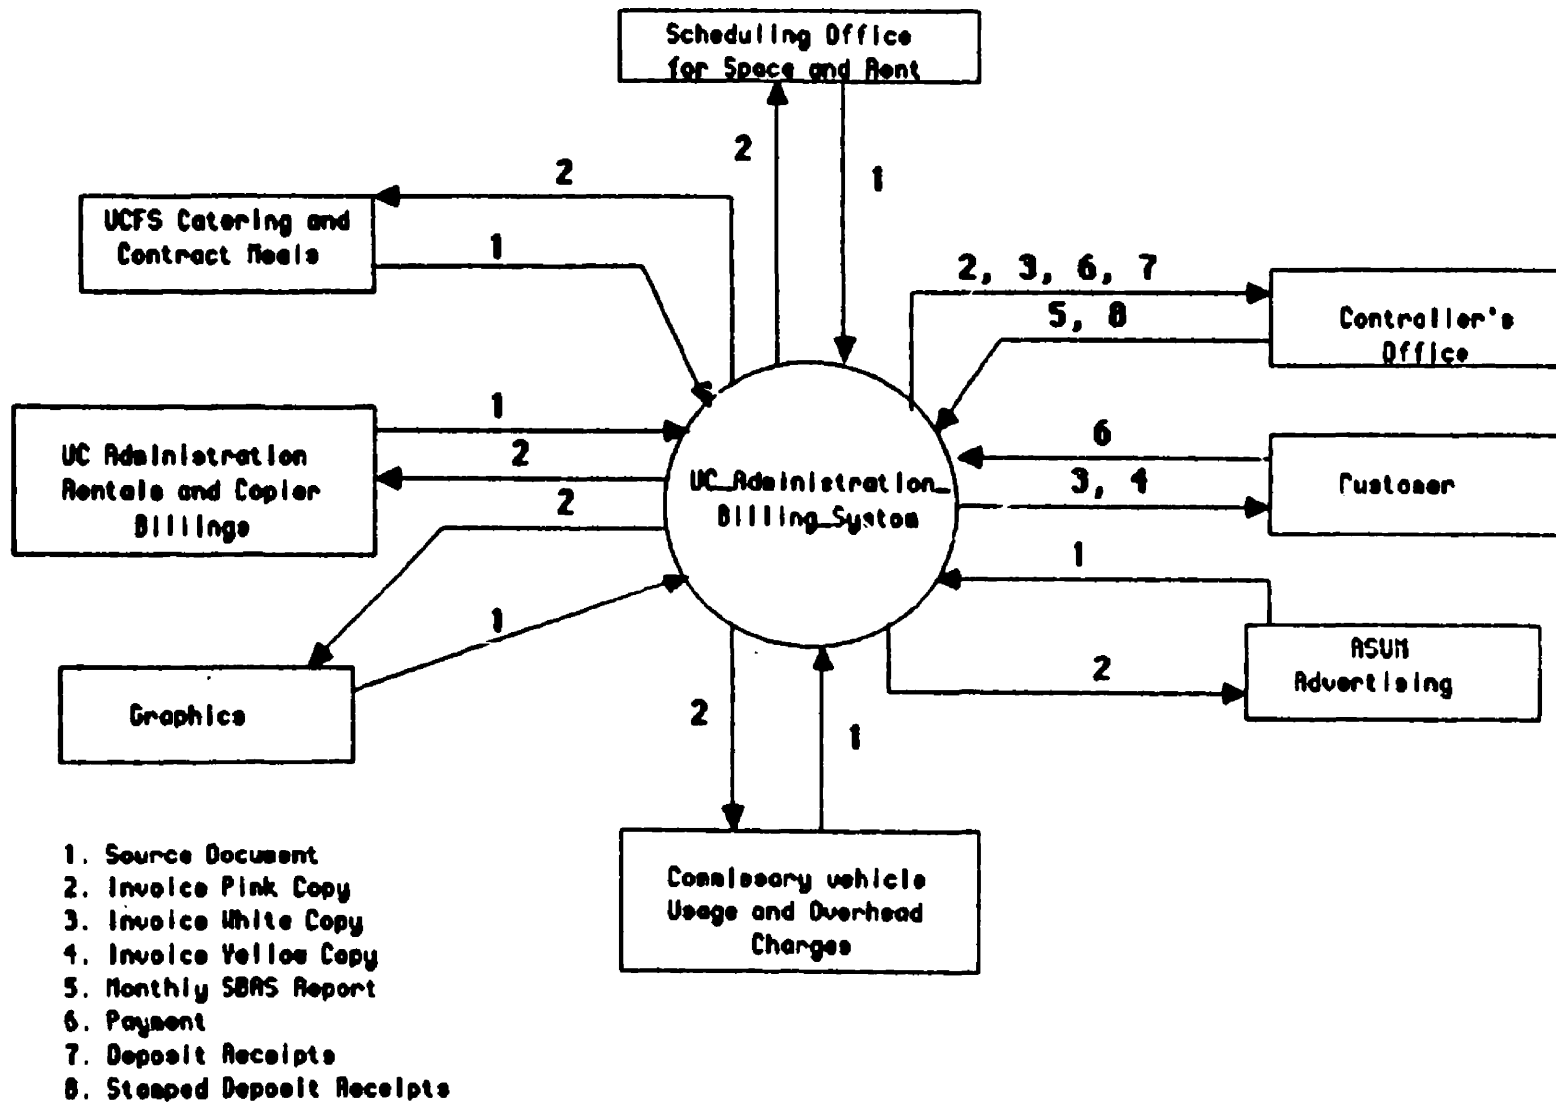 Scheduling Office
for Space and Rent
2
1
2
UCFS Catering and
Contract Meals
1
2, 3, 6, 7
5, 8
Controller's
Office
1
2
UC Administration
Rentals and Copier
Billings
2
UC_Administration_
Billing_System
6
3, 4
Customer
1
1
ASUM
Advertising
2
Graphics
2
1
Commissary vehicle
Usage and Overhead
Charges
1. Source Document
2. Invoice Pink Copy
3. Invoice White Copy
4. Invoice Yellow Copy
5. Monthly SBAS Report
6. Payment
7. Deposit Receipts
8. Stamped Deposit Receipts